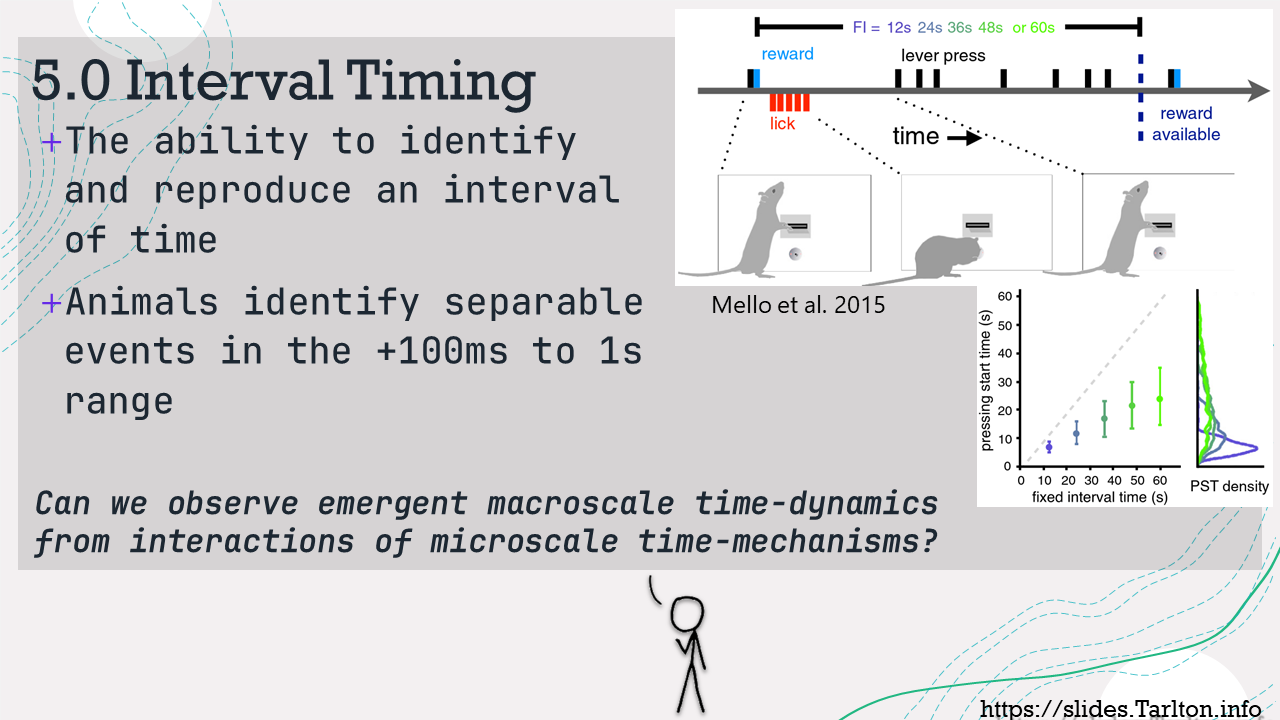 5.0 Interval Timing
+The ability to identify
and reproduce an interval
of time
+Animals identify separable
events in the +100ms to 1s
range
Can we observe emergent macroscale time-dynamics
from interactions of microscale time-mechanisms?
FI = 12s 24s 36s 48s or 60s
reward
lever press
lick
time
reward
available
Mello et al. 2015
pressing start time (s)
60
50
40
30
20
10
0
0 10 20 30 40 50 60
fixed interval time (s)
PST density
https://slides.Tarlton.info